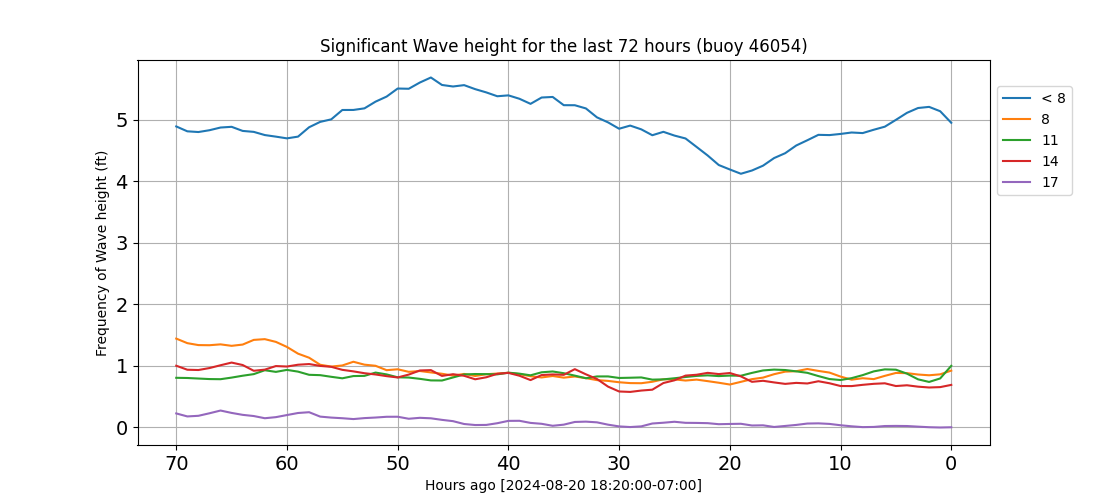 Significant Wave height for the last 72 hours (buoy 46054)
Frequency of Wave height (ft)
5
4
3
2
1
0
70 60 50 40 30 20 10 0
Hours ago [2024-08-20 18:20:00-07:00]
< 8
8
11
14
17